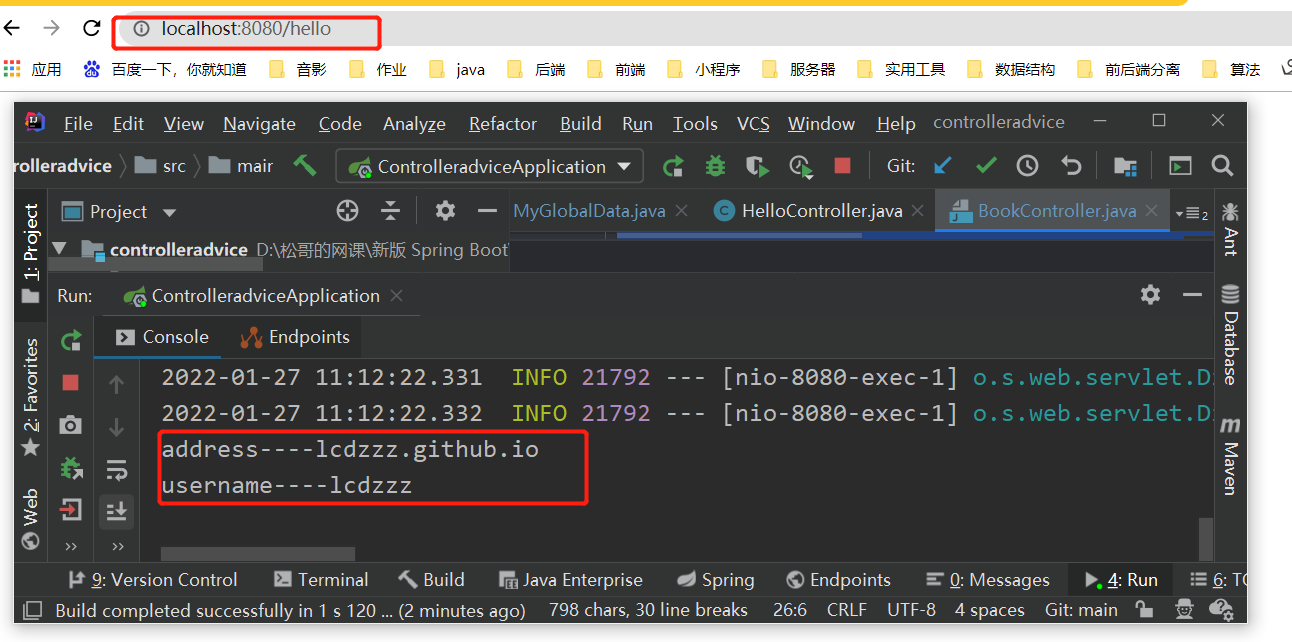 localhost:8080/hello
应用 百度一下，你就知道 音影 作业 java 后端 前端 小程序 服务器 实用工具 数据结构 前后端分离 算法
File Edit View Navigate Code Analyze Refactor Build Run Tools VCS Window Help controlleradvice
rolleradvice src mair ControlleradviceApplication Git:
1: Project Project MyGlobalData.java HelloController.java BookController.java 2 Ant
controlleradvice D:\松哥的网课\新版 Spring Boot
Run: ControlleradviceApplication
Console Endpoints
Database
2: Favorites
2022-01-27 11:12:22.331 INFO 21792 --- [nio-8080-exec-1] o.s.web.servlet.D
2022-01-27 11:12:22.332 INFO 21792 --- [nio-8080-exec-1] o.s.web.servlet.D
address----lcdzzz.github.io
username----lcdzzz
Maven
Web
9: Version Control Terminal Build Java Enterprise Spring Endpoints 0: Messages 4: Run 6: TO
Build completed successfully in 1 s 120 ... (2 minutes ago) 798 chars, 30 line breaks 26:6 CRLF UTF-8 4 spaces Git: main